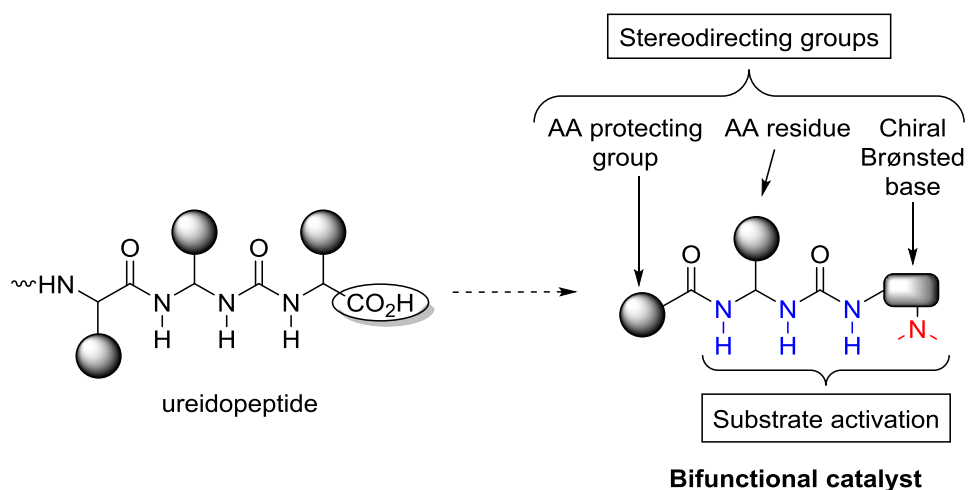 Stereodirecting groups
AA protecting
group
AA residue
Chiral
Brønsted
base
O
O
O
O
HN
N
H
N
H
N
H
CO2H
N
H
N
H
N
H
N
ureidopeptide
Substrate activation
Bifunctional catalyst